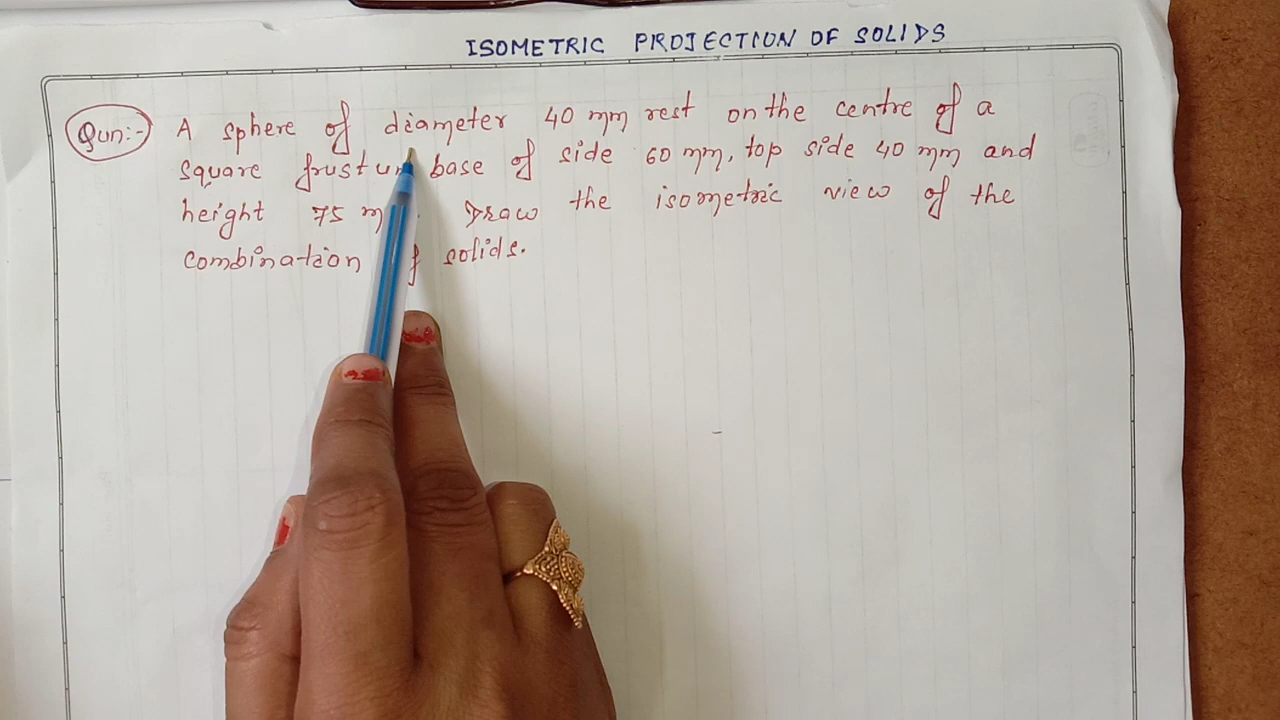 ISOMETRIC PROJECTION OF SOLIDS
Qun:- A sphere of diameter 40 mm rest on the centre of a
square frustum base of side 60 mm, top side 40 mm and
height 75 Draw the isometric view of the
combination solids.